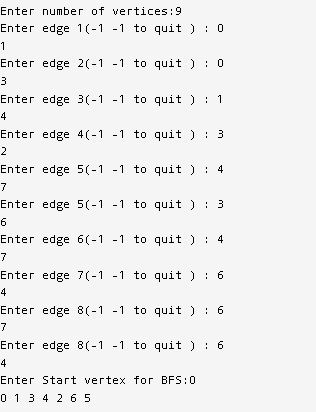 Enter number of vertices:9
Enter edge 1(-1 -1 to quit ) : 0
1
Enter edge 2(-1 -1 to quit ) : 0
3
Enter edge 3(-1 -1 to quit ) : 1
4
Enter edge 4(-1 -1 to quit ) : 3
2
Enter edge 5(-1 -1 to quit ) : 4
7
Enter edge 5(-1 -1 to quit ) : 3
6
Enter edge 6(-1 -1 to quit ) : 4
7
Enter edge 7(-1 -1 to quit ) : 6
4
Enter edge 8(-1 -1 to quit ) : 6
7
Enter edge 8(-1 -1 to quit ) : 6
4
Enter Start vertex for BFS:0
0 1 3 4 2 6 5